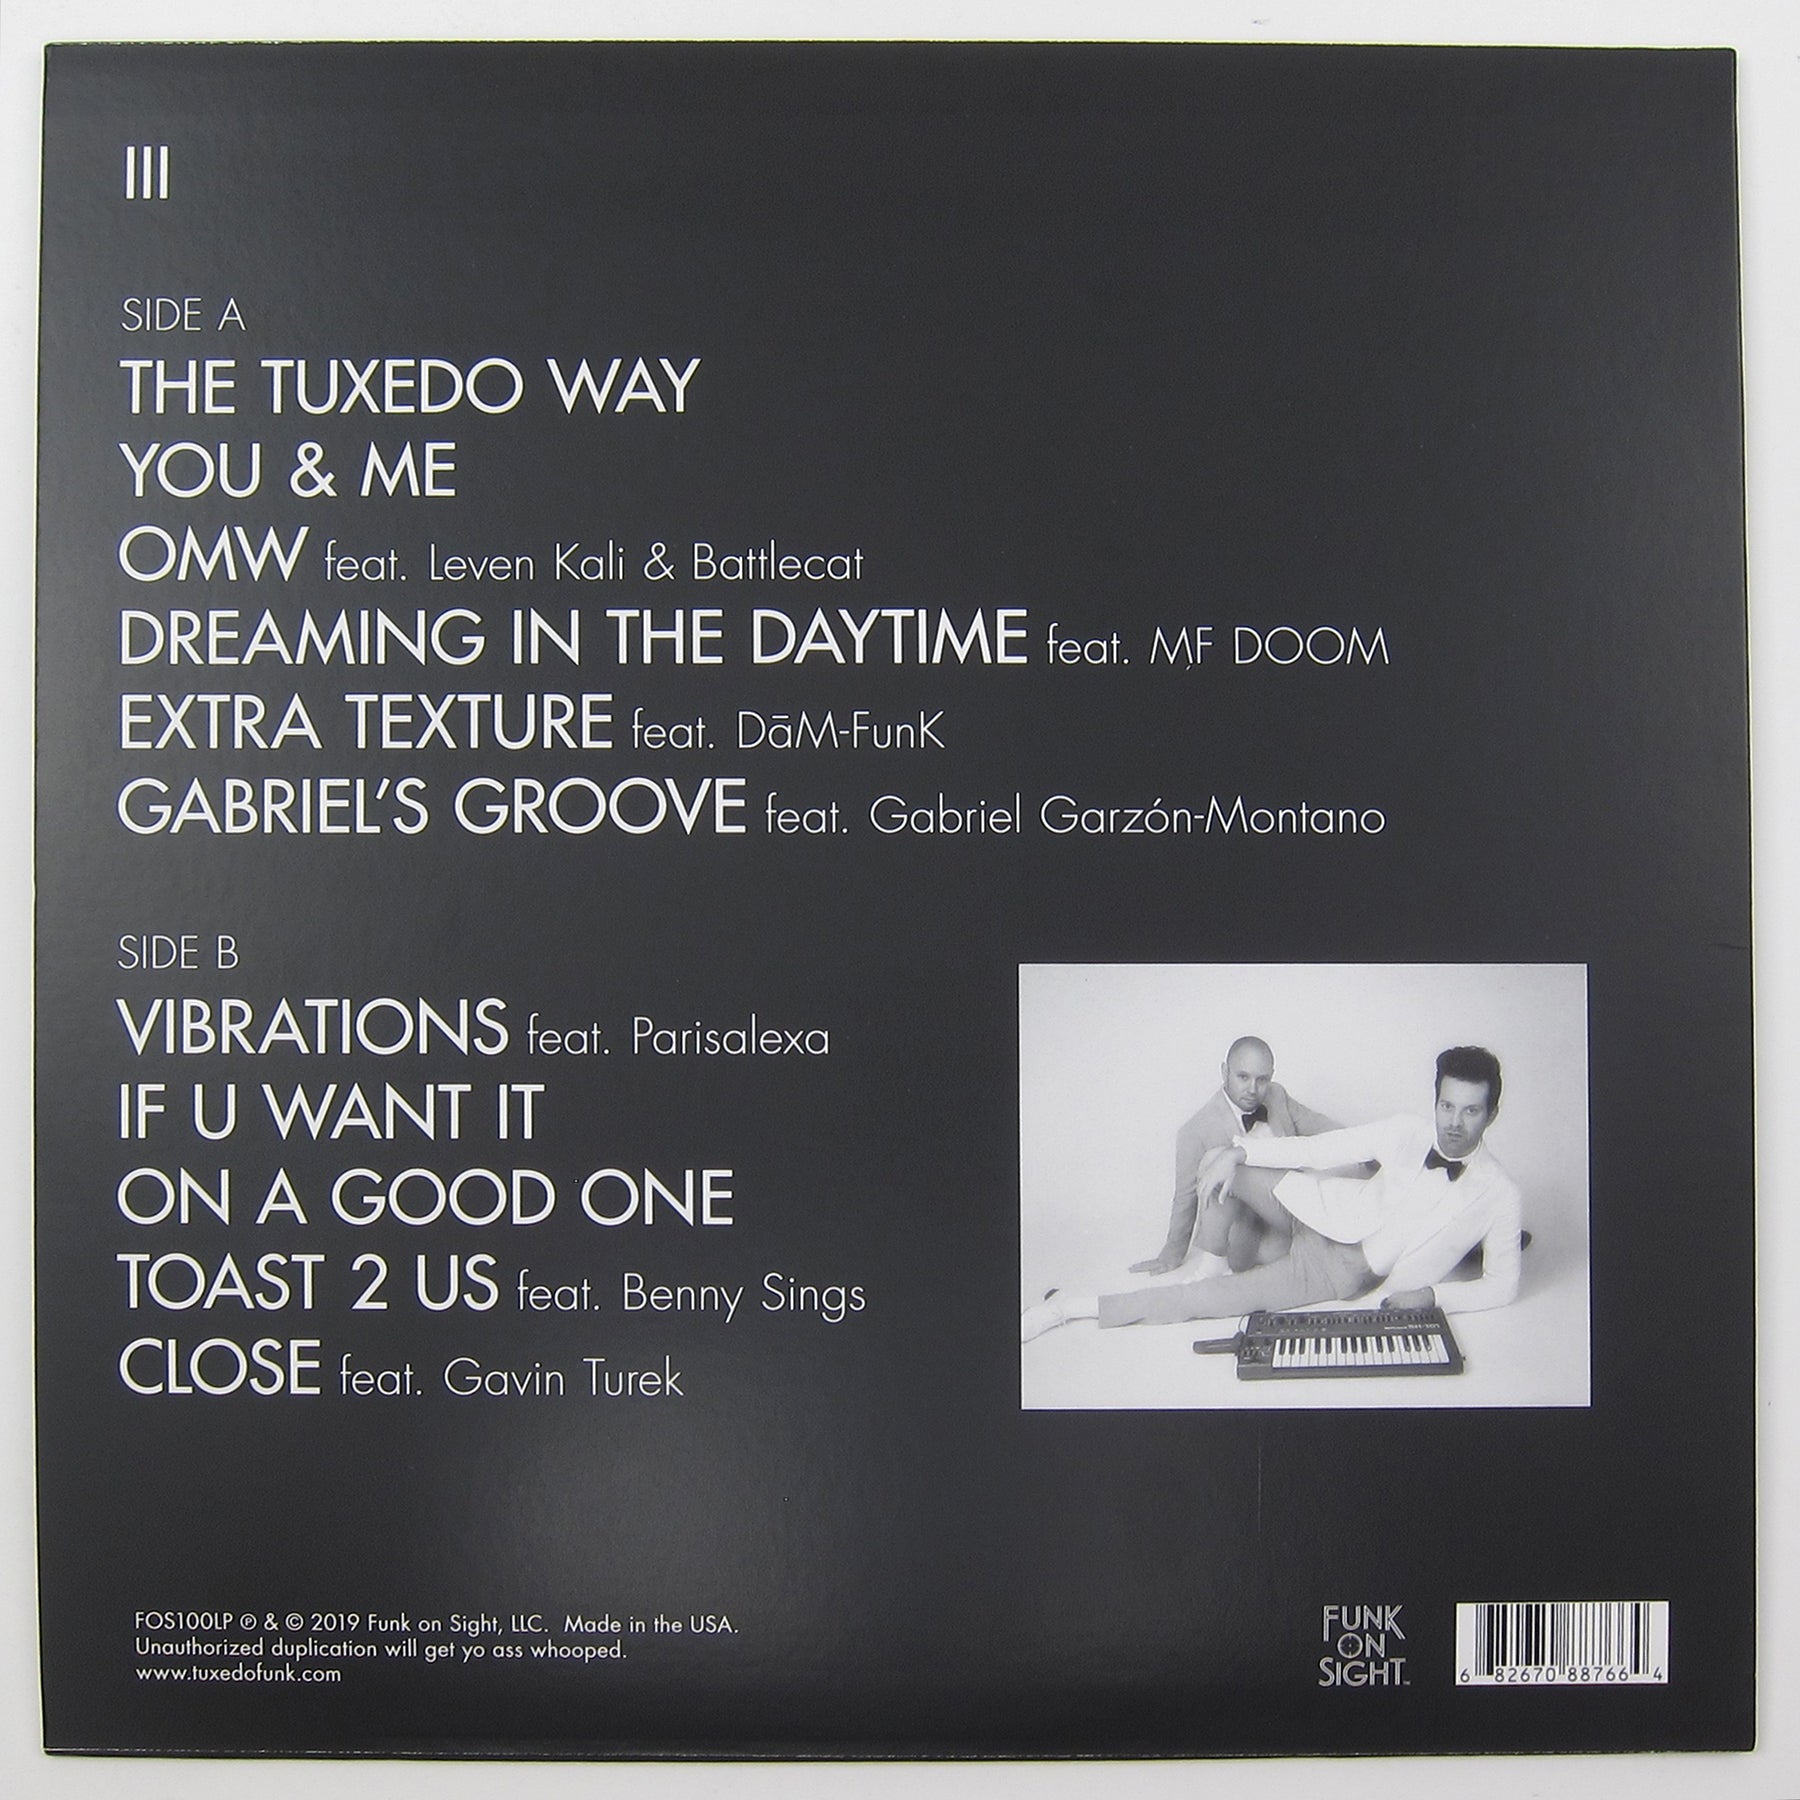 III
SIDE A
THE TUXEDO WAY
YOU & ME
OMW feat. Leven Kali & Battlecat
DREAMING IN THE DAYTIME feat. MF DOOM
EXTRA TEXTURE feat. DāM-FunK
GABRIEL'S GROOVE feat. Gabriel Garzón-Montano
SIDE B
VIBRATIONS feat. Parisalexa
IF U WANT IT
ON A GOOD ONE
TOAST 2 US feat. Benny Sings
CLOSE feat. Gavin Turek
SH-101
FOS100LP ℗ & © 2019 Funk on Sight, LLC. Made in the USA.
Unauthorized duplication will get yo ass whooped.
www.tuxedofunk.com
FUNK
ON
SIGHT
6 82670 88766 4